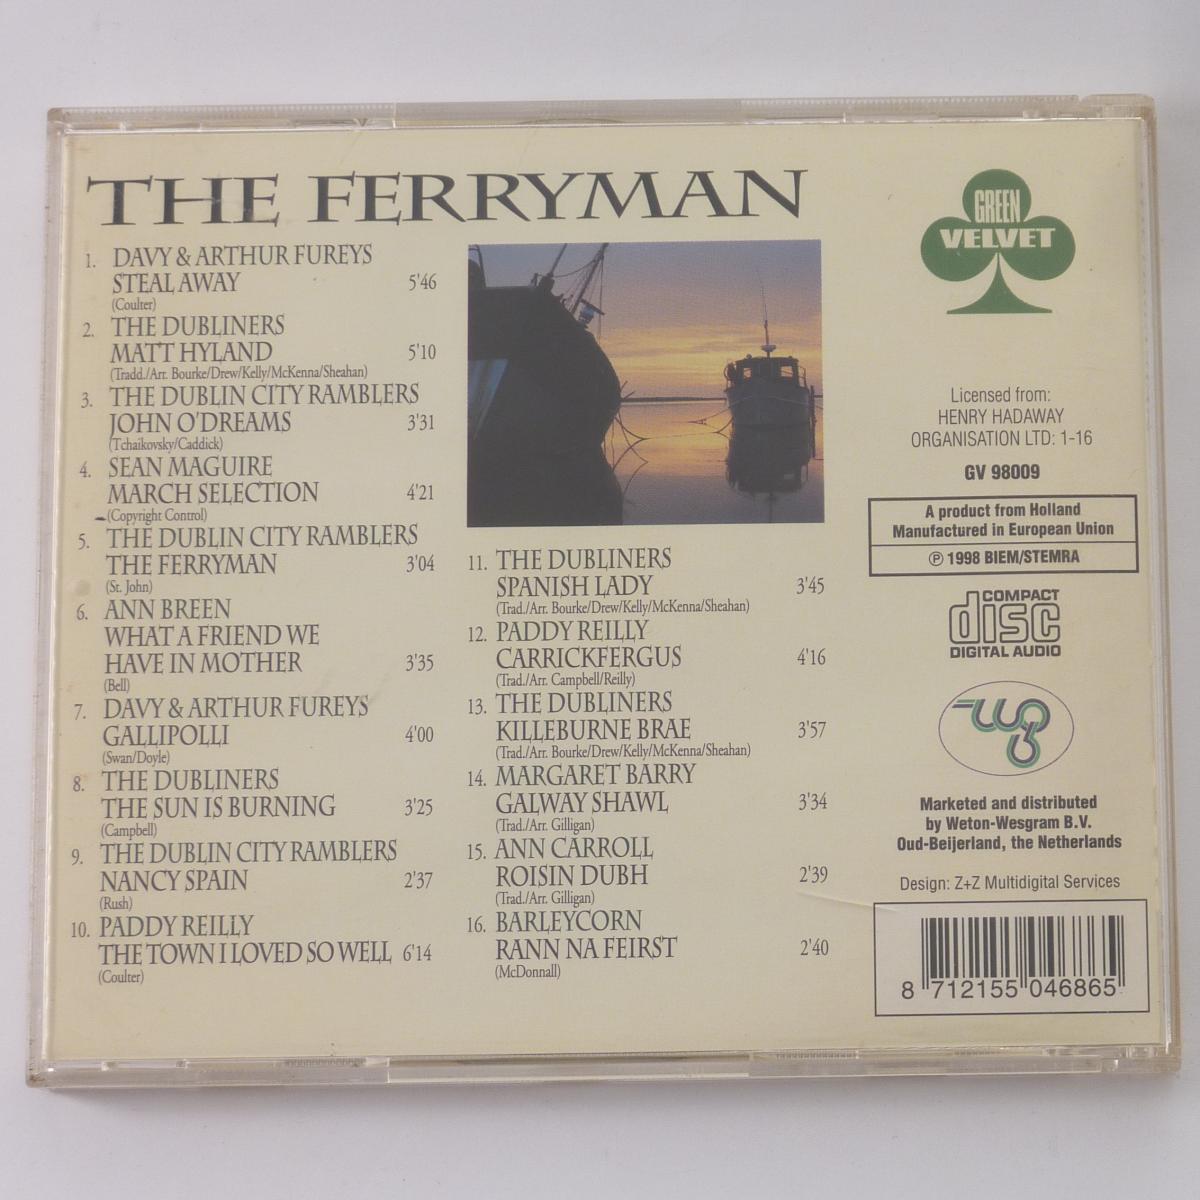 THE FERRYMAN
1. DAVY & ARTHUR FUREYS
STEAL AWAY 5'46
(Coulter)
2. THE DUBLINERS
MATT HYLAND 5'10
(Tradd./Arr. Bourke/Drew/Kelly/McKenna/Sheahan)
3. THE DUBLIN CITY RAMBLERS
JOHN O'DREAMS 3'31
(Tchaikovsky/Caddick)
4. SEAN MAGUIRE
MARCH SELECTION 4'21
(Copyright Control)
5. THE DUBLIN CITY RAMBLERS
THE FERRYMAN 3'04
(St. John)
6. ANN BREEN
WHAT A FRIEND WE
HAVE IN MOTHER 3'35
(Bell)
7. DAVY & ARTHUR FUREYS
GALLIPOLLI 4'00
(Swan/Doyle)
8. THE DUBLINERS
THE SUN IS BURNING 3'25
(Campbell)
9. THE DUBLIN CITY RAMBLERS
NANCY SPAIN 2'37
(Rush)
10. PADDY REILLY
THE TOWN I LOVED SO WELL 6'14
(Coulter)
11. THE DUBLINERS
SPANISH LADY 3'45
(Trad./Arr. Bourke/Drew/Kelly/McKenna/Sheahan)
12. PADDY REILLY
CARRICKFERGUS 4'16
(Trad./Arr. Campbell/Reilly)
13. THE DUBLINERS
KILLEBURNE BRAE 3'57
(Trad./Arr. Bourke/Drew/Kelly/McKenna/Sheahan)
14. MARGARET BARRY
GALWAY SHAWL 3'34
(Trad./Arr. Gilligan)
15. ANN CARROLL
ROISIN DUBH 2'39
(Trad./Arr. Gilligan)
16. BARLEYCORN
RANN NA FEIRST 2'40
(McDonnall)
GREEN
VELVET
Licensed from:
HENRY HADAWAY
ORGANISATION LTD: 1-16
GV 98009
A product from Holland
Manufactured in European Union
℗ 1998 BIEM/STEMRA
COMPACT
disc
DIGITAL AUDIO
Marketed and distributed
by Weton-Wesgram B.V.
Oud-Beijerland, the Netherlands
Design: Z+Z Multidigital Services
8 712155 046865